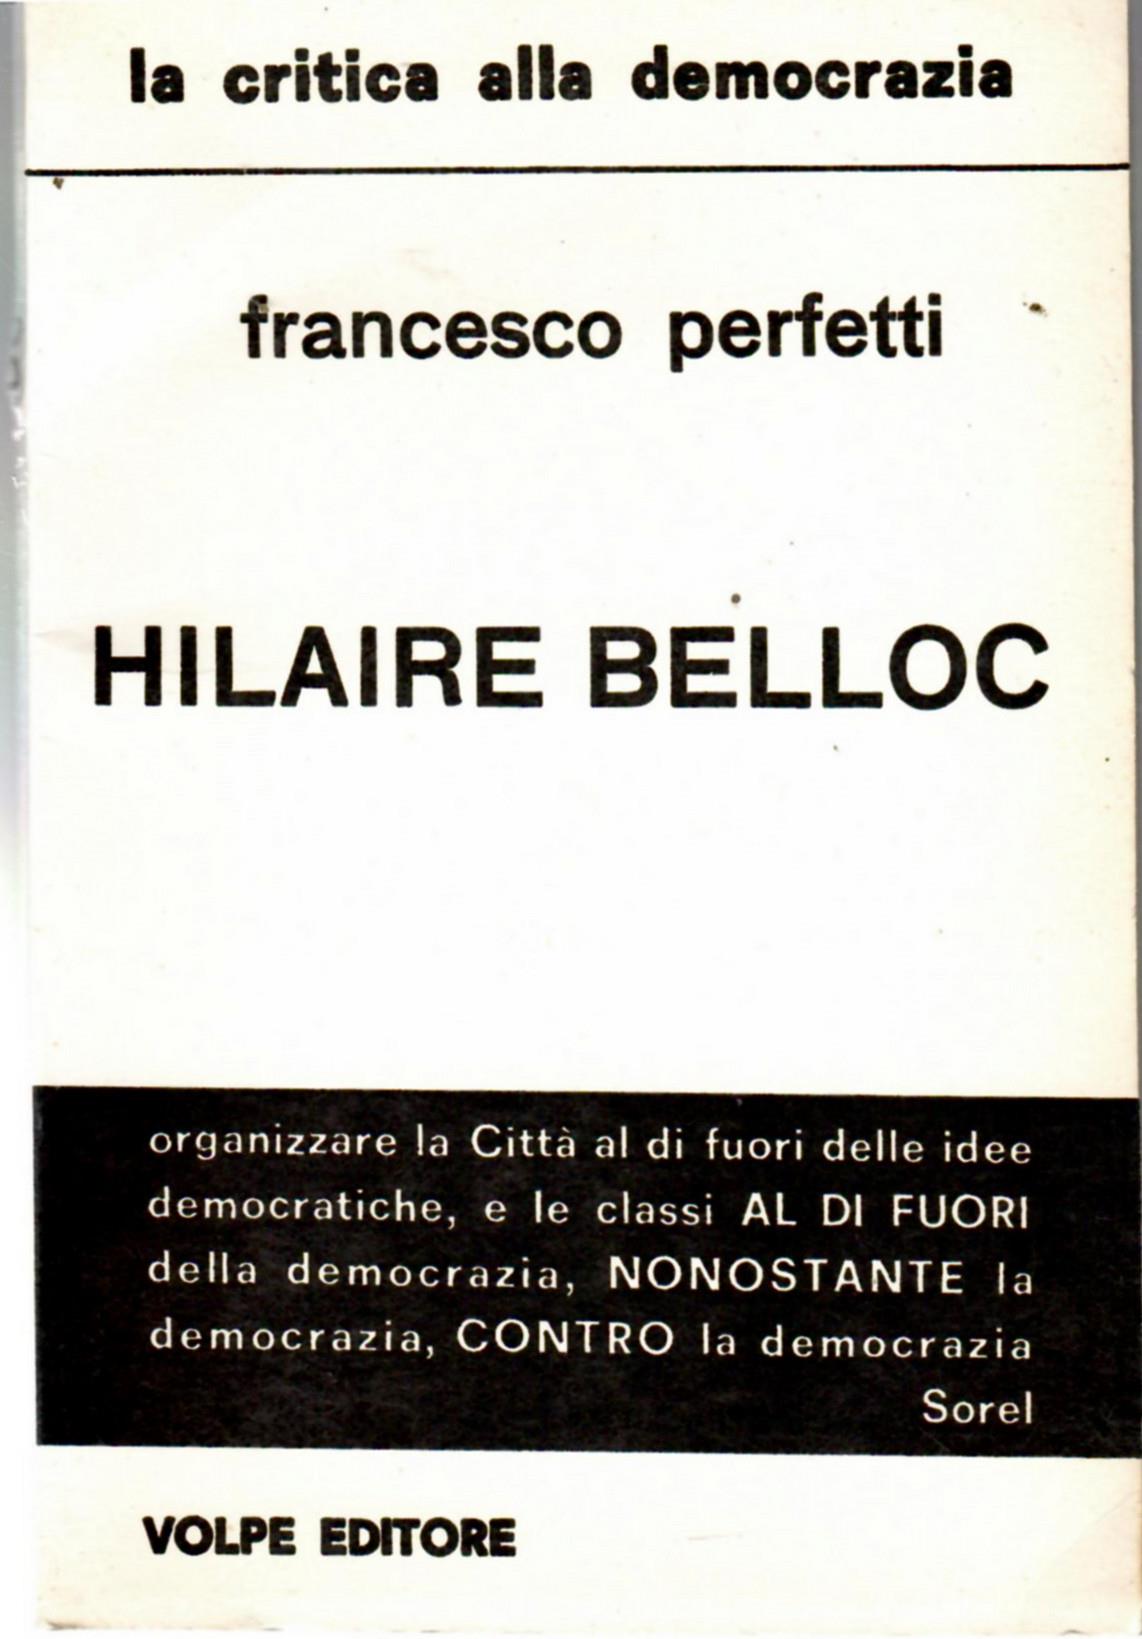 la critica alla democrazia
francesco perfetti
HILAIRE BELLOC
organizzare la Città al di fuori delle idee
democratiche, e le classi AL DI FUORI
della democrazia, NONOSTANTE la
democrazia, CONTRO la democrazia
Sorel
VOLPE EDITORE